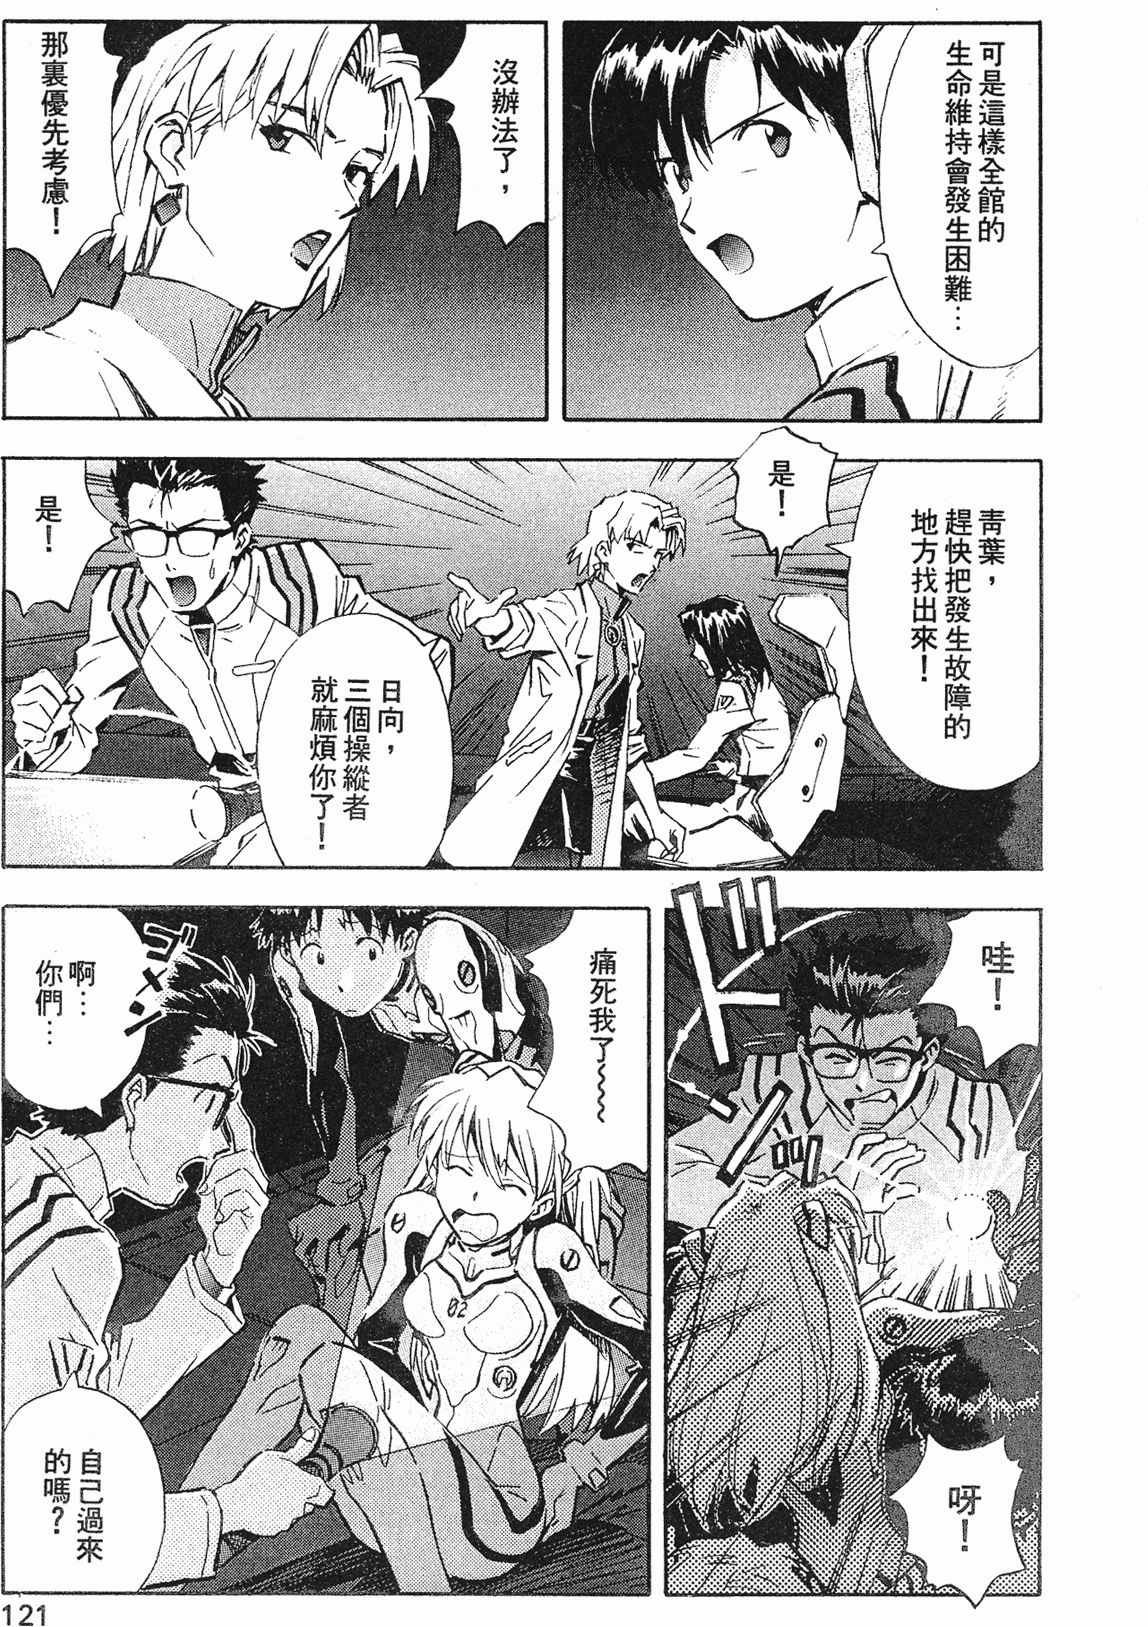 可是這樣全館的
生命維持會發生困難…
沒辦法了，
那裏優先考慮！
青葉，
趕快把發生故障的
地方找出來！
是！
日向，
三個操縱者
就麻煩你了！
是！
哇！
呀！
痛死我了～～
啊…
你們…
ゴメン
自己過來
的嗎？
121